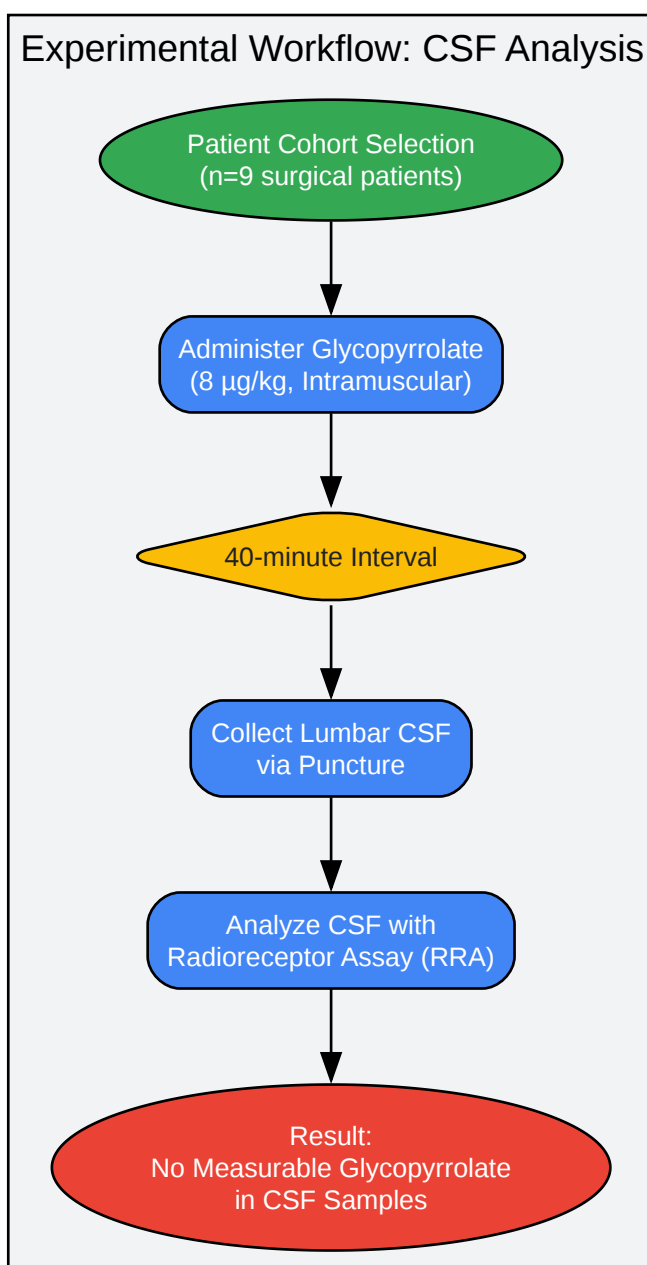 Experimental Workflow: CSF Analysis
Patient Cohort Selection
(n=9 surgical patients)
Administer Glycopyrrolate
(8 µg/kg, Intramuscular)
40-minute Interval
Collect Lumbar CSF
via Puncture
Analyze CSF with
Radioreceptor Assay (RRA)
Result:
No Measurable Glycopyrrolate
in CSF Samples